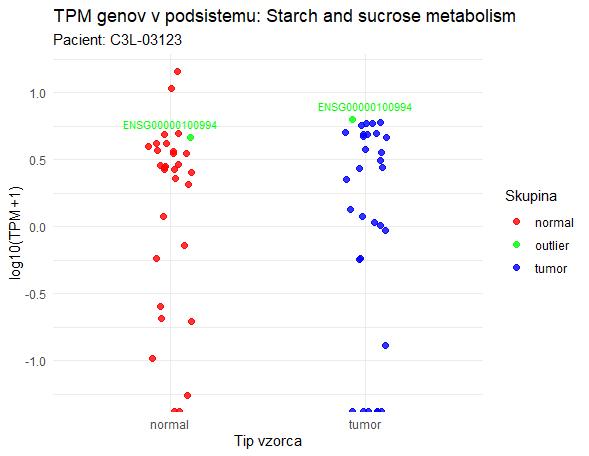 TPM genov v podsistemu: Starch and sucrose metabolism
Pacient: C3L-03123
log10(TPM+1)
1.0
0.5
0.0
-0.5
-1.0
ENSG00000100994
ENSG00000100994
normal
tumor
Tip vzorca
Skupina
normal
outlier
tumor